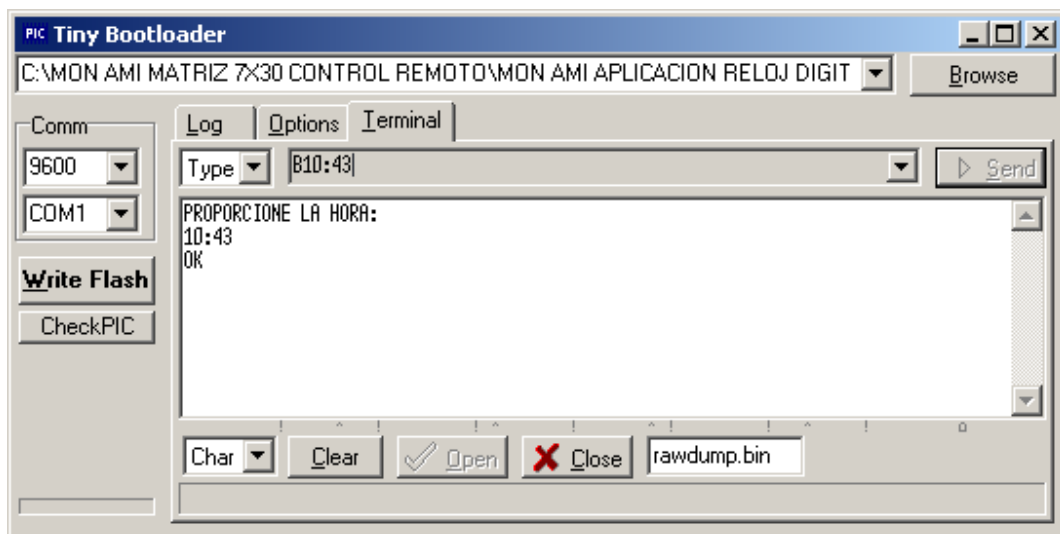 PIC Tiny Bootloader
C:\MON AMI MATRIZ 7X30 CONTROL REMOTO\MON AMI APLICACION RELOJ DIGIT
Browse
Comm
Log Options Terminal
9600
Type B10:43 Send
COM1
PROPORCIONE LA HORA:
10:43
OK
Write Flash
CheckPIC
Char Clear Open Close rawdump.bin